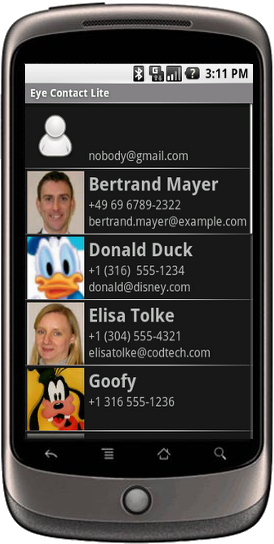 3:11 PM
Eye Contact Lite
nobody@gmail.com
Bertrand Mayer
+49 69 6789-2322
bertrand.mayer@example.com
Donald Duck
+1 (316) 555-1234
donald@disney.com
Elisa Tolke
+1 (304) 555-4321
elisatolke@codtech.com
Goofy
+1 316 555-1236